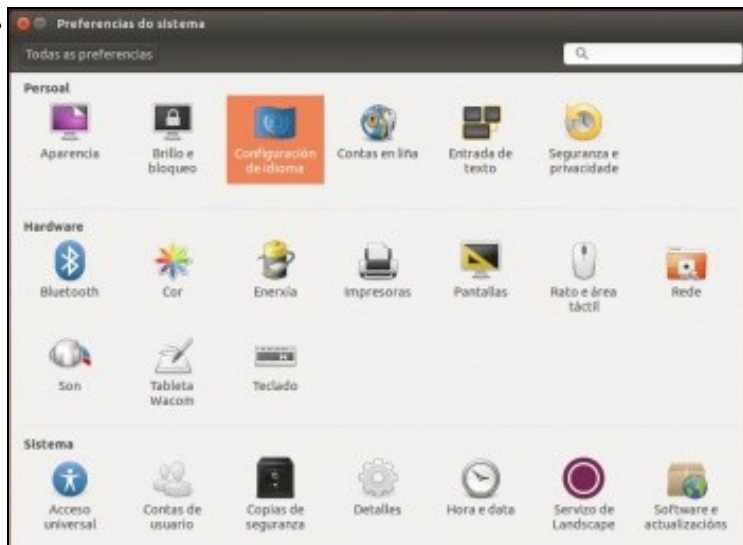 Preferencias do sistema
Todas as preferencias
Persoal
Aparencia
Brillo e
bloqueo
Configuración
de idioma
Contas en liña
Entrada de
texto
Seguranza e
privacidade
Hardware
Bluetooth
Cor
Enerxía
Impresoras
Pantallas
Rato e área
táctil
Rede
Son
Tableta
Wacom
Teclado
Sistema
Acceso
universal
Contas de
usuario
Copias de
seguranza
Detalles
Hora e data
Servizo de
Landscape
Software e
actualizacións